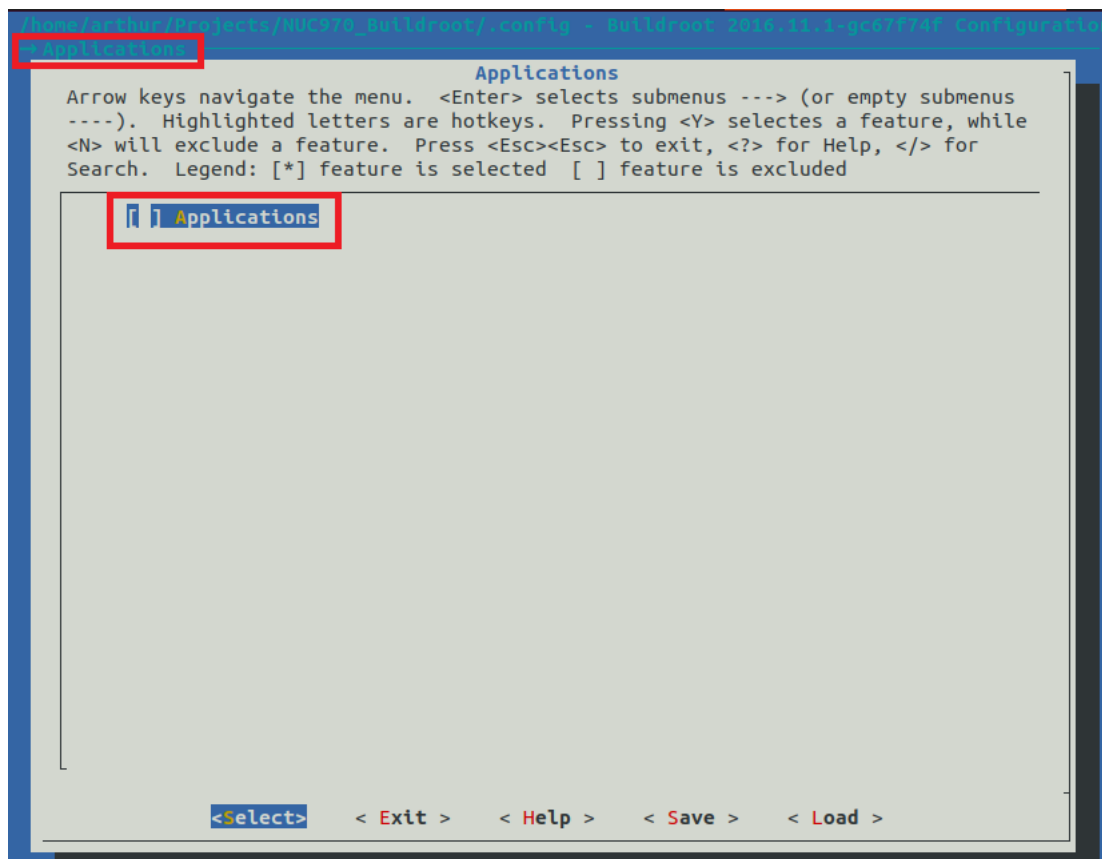 /home/arthur/Projects/NUC970_Buildroot/.config - Buildroot 2016.11.1-gc67f74f Configuratio
→ Applications
Applications
Arrow keys navigate the menu.  <Enter> selects submenus ---> (or empty submenus
----).  Highlighted letters are hotkeys.  Pressing <Y> selectes a feature, while
<N> will exclude a feature.  Press <Esc><Esc> to exit, <?> for Help, </> for
Search.  Legend: [*] feature is selected  [ ] feature is excluded
[ ] Applications
<Select>    < Exit >    < Help >    < Save >    < Load >